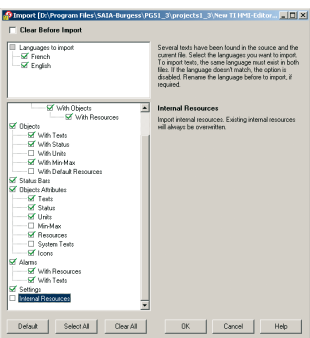 Import [D:\Program Files\SAIA-Burgess\PG51_3\projects1_3\New TI HMI-Editor...
Clear Before Import
Languages to import
French
English
Several texts have been found in the source and the
current file. Select the languages you want to import.
To import texts, the same language must exist in both
files. If the language doesn't match, the option is
disabled. Rename the language before to import, if
required.
With Objects
With Resources
Objects
With Texts
With Status
With Units
With Min-Max
With Default Resources
Status Bars
Objects Attributes
Texts
Status
Units
Min-Max
Resources
System Texts
Icons
Alarms
With Resources
With Texts
Settings
Internal Resources
Internal Resources
Import internal resources. Existing internal resources
will always be overwritten.
Default
Select All
Clear All
OK
Cancel
Help